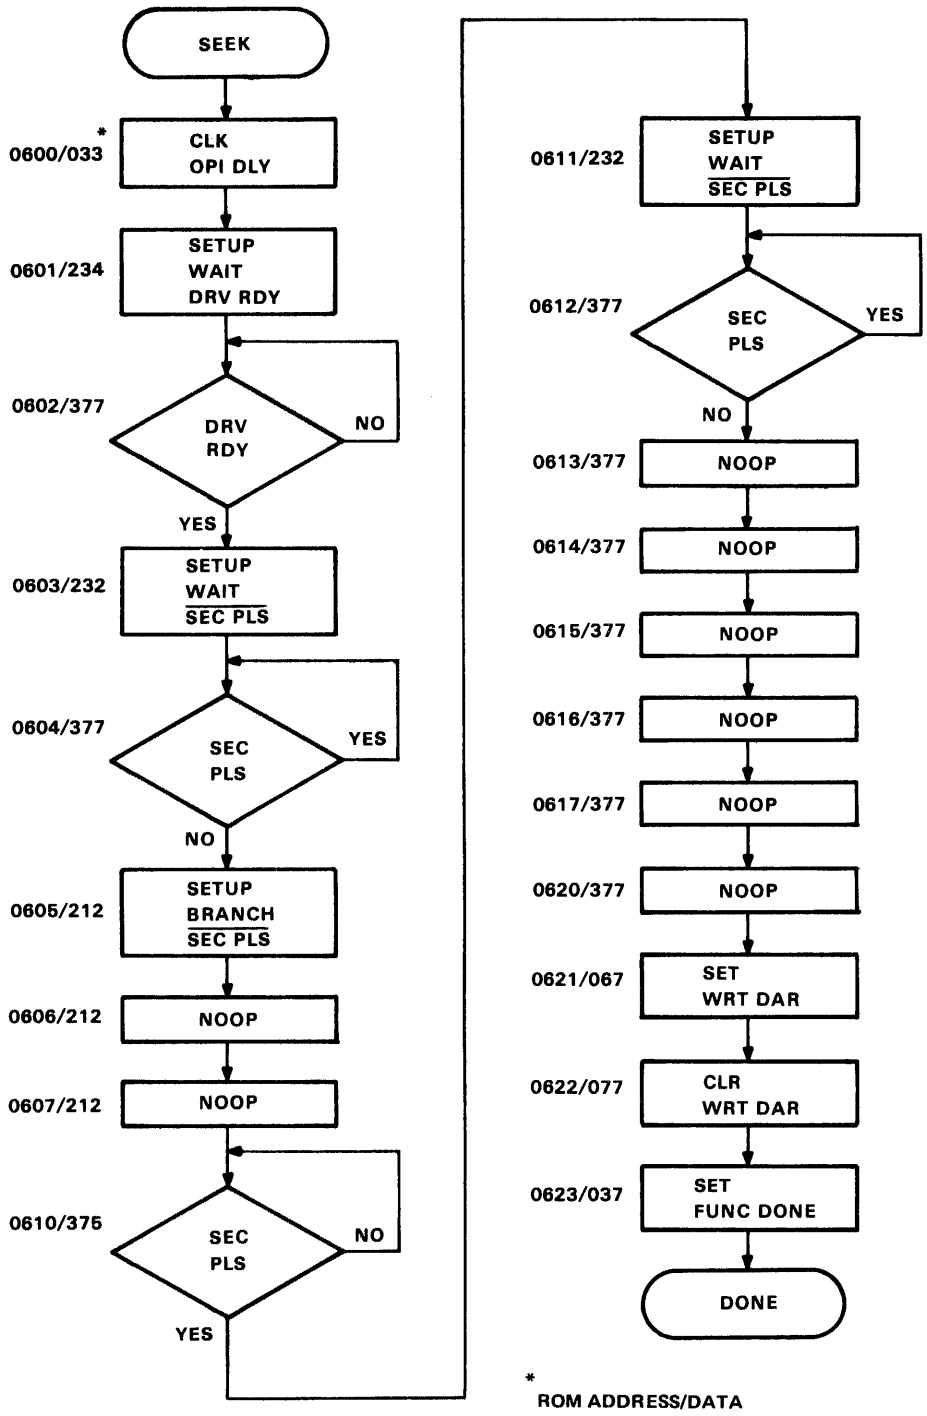 SEEK
*
0600/033
CLK
OPI DLY
0601/234
SETUP
WAIT
DRV RDY
0602/377
DRV
RDY
NO
YES
0603/232
SETUP
WAIT
SEC PLS
0604/377
SEC
PLS
YES
NO
0605/212
SETUP
BRANCH
SEC PLS
0606/212
NOOP
0607/212
NOOP
0610/375
SEC
PLS
NO
YES
0611/232
SETUP
WAIT
SEC PLS
0612/377
SEC
PLS
YES
NO
0613/377
NOOP
0614/377
NOOP
0615/377
NOOP
0616/377
NOOP
0617/377
NOOP
0620/377
NOOP
0621/067
SET
WRT DAR
0622/077
CLR
WRT DAR
0623/037
SET
FUNC DONE
DONE
*
ROM ADDRESS/DATA